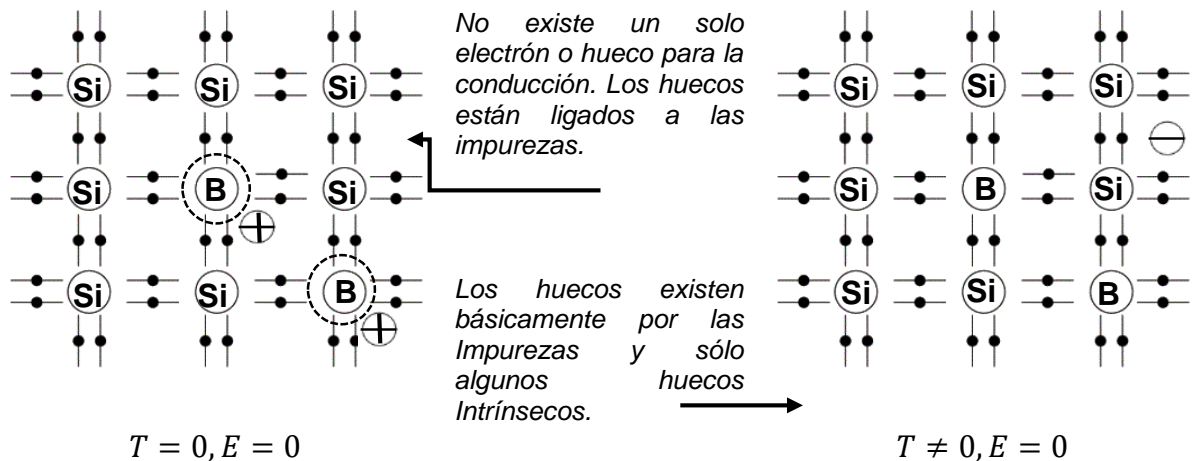 No existe un solo
electrón o hueco para la
conducción. Los huecos
están ligados a las
impurezas.
Si Si Si
Si B Si
Si Si B
Los huecos existen
básicamente por las
Impurezas y sólo
algunos huecos
Intrínsecos.
Si Si Si
Si B Si
Si Si B
T = 0, E = 0
T ≠ 0, E = 0